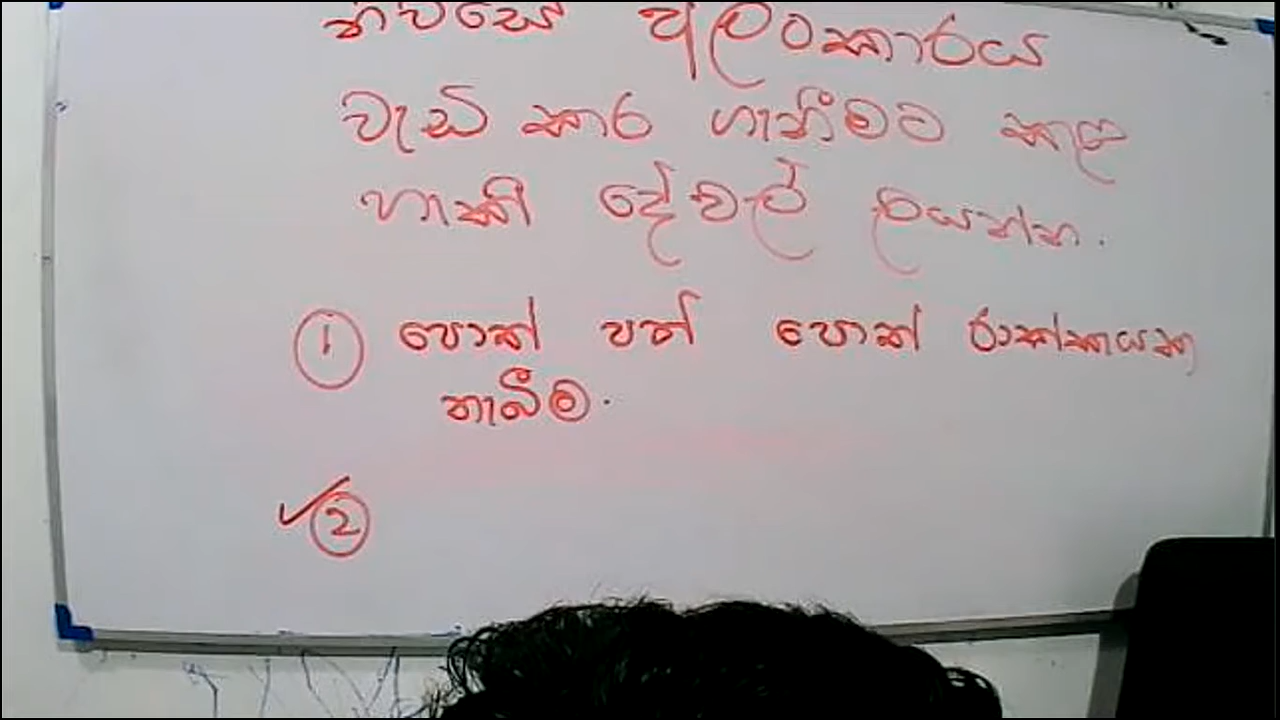 නිවසේ අලංකාරය
වැඩි කර ගැනීමට කළ
හැකි දේවල් ලියන්න.
① පොත් පත් පොත් රාක්කයක
තැබීම.
②